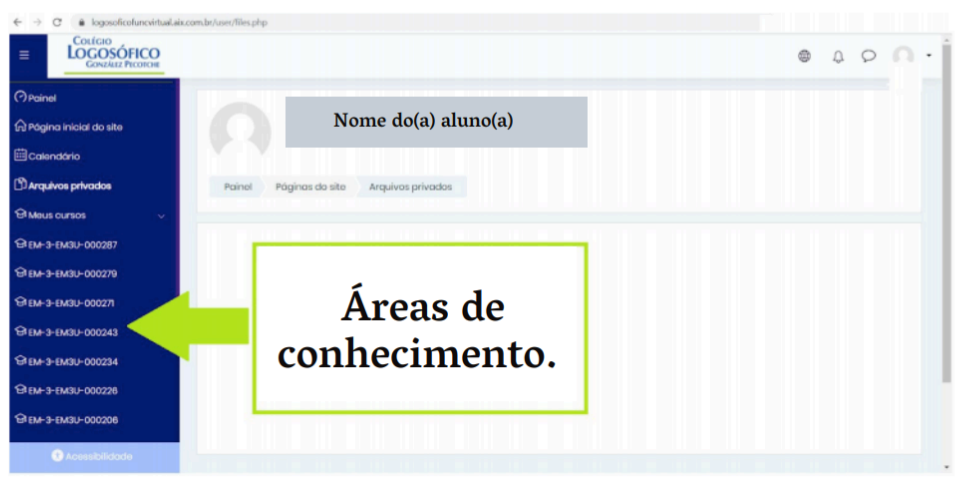 logosoficofuncvirtual.aix.com.br/user/files.php
COLÉGIO
LOGOSÓFICO
GONZÁLEZ PECOTCHE
Painel
Página inicial do site
Calendário
Arquivos privados
Meus cursos
EM-3-EM3U-000287
EM-3-EM3U-000279
EM-3-EM3U-000271
EM-3-EM3U-000243
EM-3-EM3U-000234
EM-3-EM3U-000226
EM-3-EM3U-000206
Acessibilidade
Nome do(a) aluno(a)
Painel Páginas do site Arquivos privados
Áreas de
conhecimento.